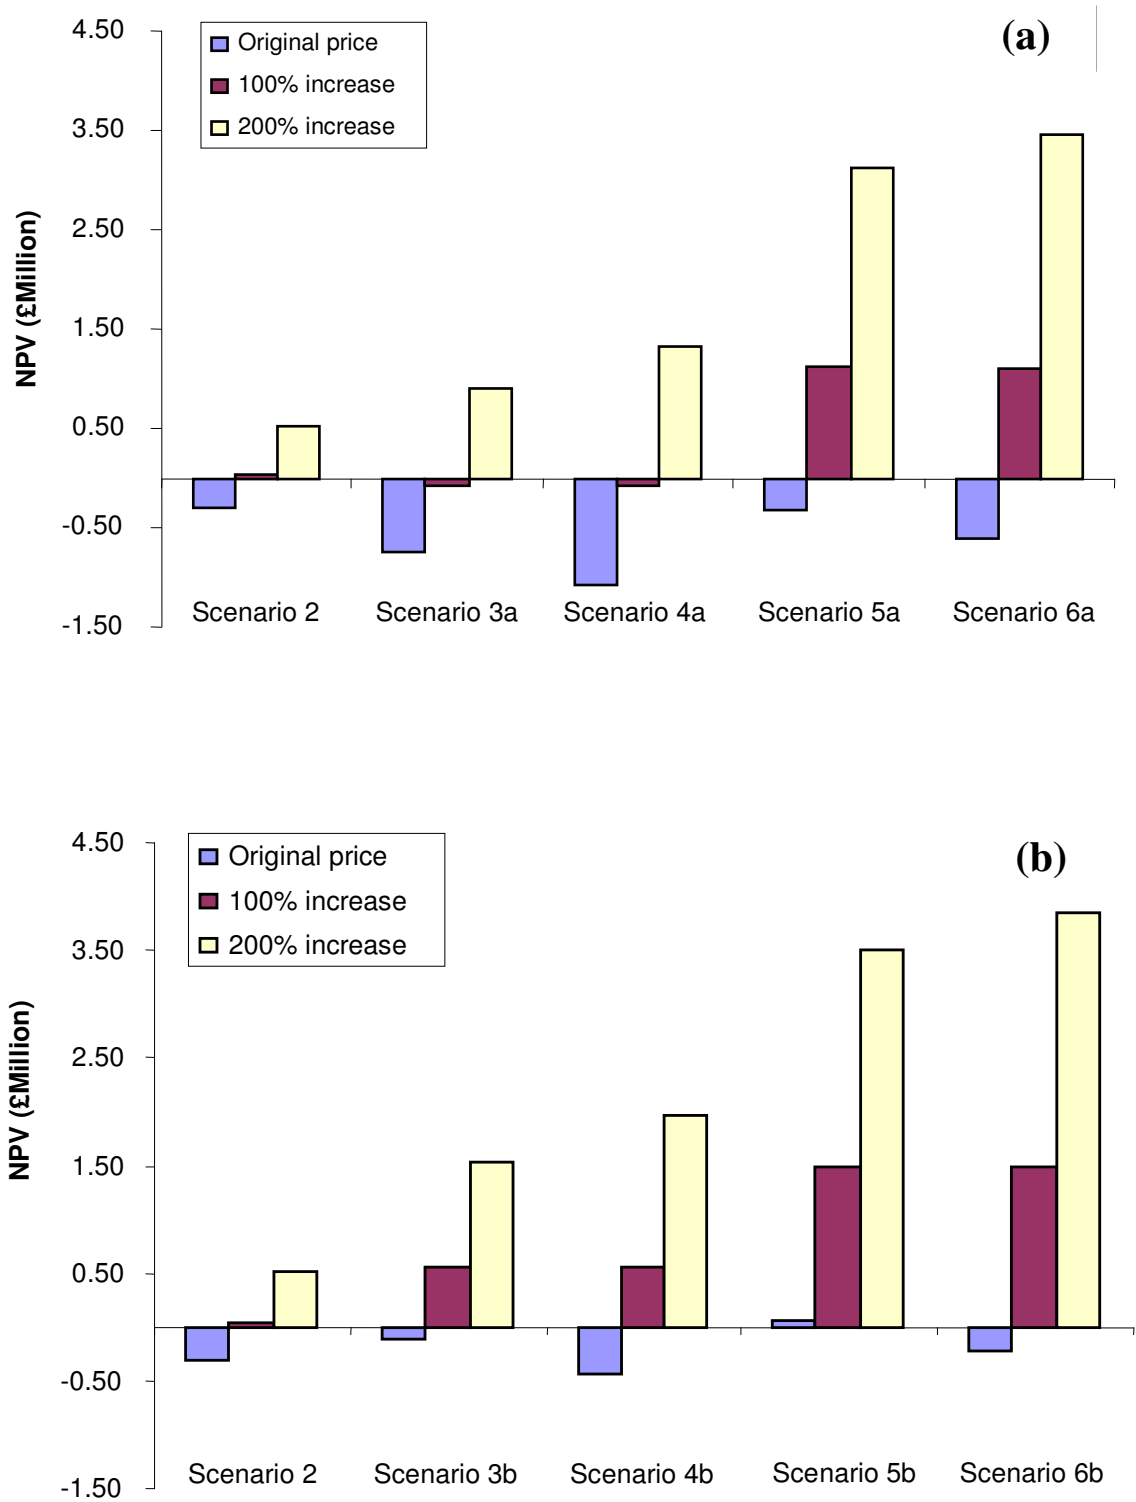 (a)
4.50
3.50
2.50
1.50
0.50
-0.50
-1.50
NPV (£Million)
Original price
100% increase
200% increase
Scenario 2 Scenario 3a Scenario 4a Scenario 5a Scenario 6a
(b)
4.50
3.50
2.50
1.50
0.50
-0.50
-1.50
NPV (£Million)
Original price
100% increase
200% increase
Scenario 2 Scenario 3b Scenario 4b Scenario 5b Scenario 6b